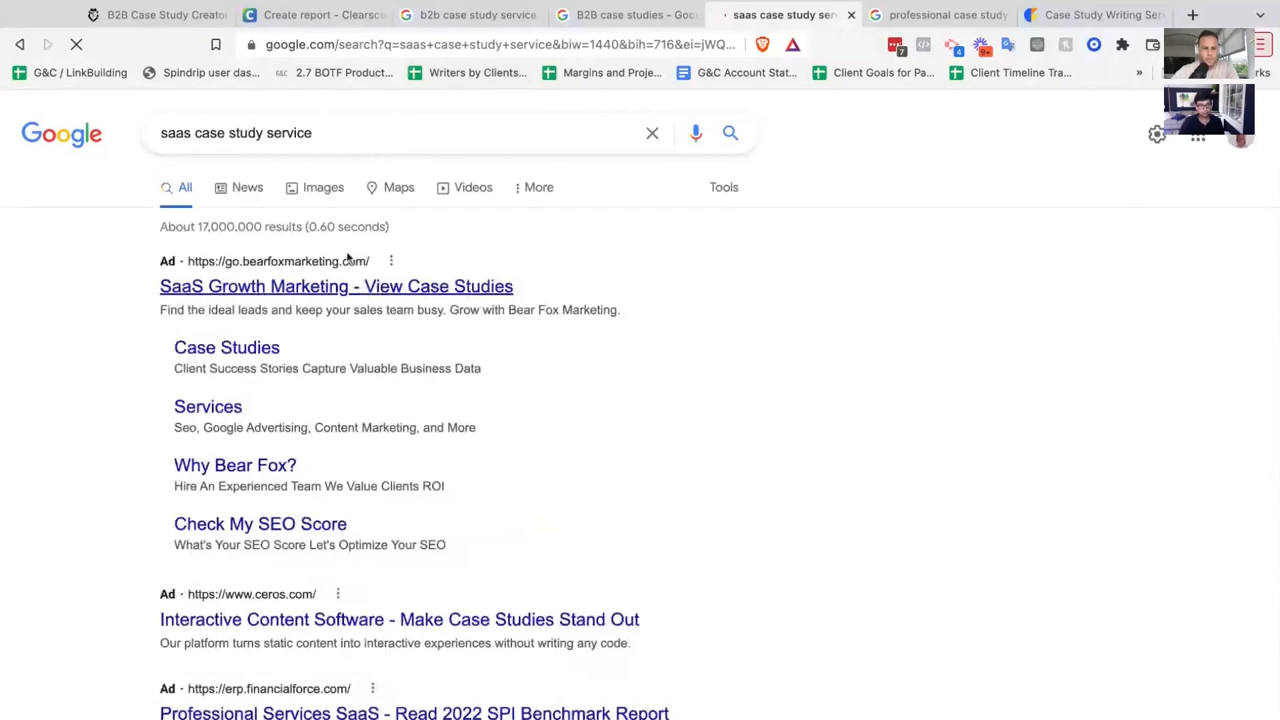 B2B Case Study Creato
Create report - Clearsco
b2b case study service
B2B case studies - Goo
saas case study serv
professional case study
Case Study Writing Ser
google.com/search?q=saas+case+study+service&biw=1440&bih=716&ei=jWQ...
7
4
9+
G&C / LinkBuilding
Spindrip user das...
2.7 BOTF Product...
Writers by Clients...
Margins and Proje...
G&C Account Stat...
Client Goals for Pa...
Client Timeline Tra...
»
rks
Google
saas case study service
All
News
Images
Maps
Videos
More
Tools
About 17,000,000 results (0.60 seconds)
Ad · https://go.bearfoxmarketing.com/
SaaS Growth Marketing - View Case Studies
Find the ideal leads and keep your sales team busy. Grow with Bear Fox Marketing.
Case Studies
Client Success Stories Capture Valuable Business Data
Services
Seo, Google Advertising, Content Marketing, and More
Why Bear Fox?
Hire An Experienced Team We Value Clients ROI
Check My SEO Score
What's Your SEO Score Let's Optimize Your SEO
Ad · https://www.ceros.com/
Interactive Content Software - Make Case Studies Stand Out
Our platform turns static content into interactive experiences without writing any code.
Ad · https://erp.financialforce.com/
Professional Services SaaS - Read 2022 SPI Benchmark Report